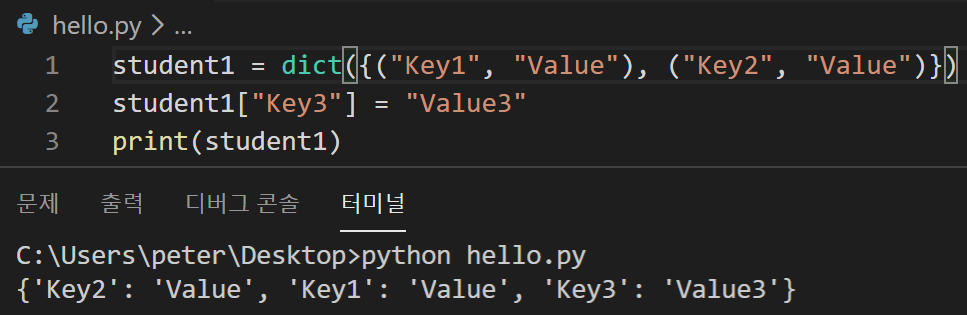 hello.py > ...
1 student1 = dict({("Key1", "Value"), ("Key2", "Value")})
2 student1["Key3"] = "Value3"
3 print(student1)
문제 출력 디버그 콘솔 터미널
C:\Users\peter\Desktop>python hello.py
{'Key2': 'Value', 'Key1': 'Value', 'Key3': 'Value3'}